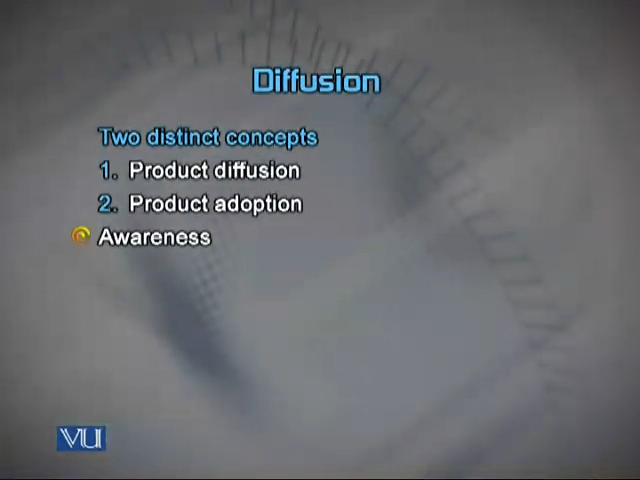 Diffusion
Two distinct concepts
1. Product diffusion
2. Product adoption
Awareness
VU